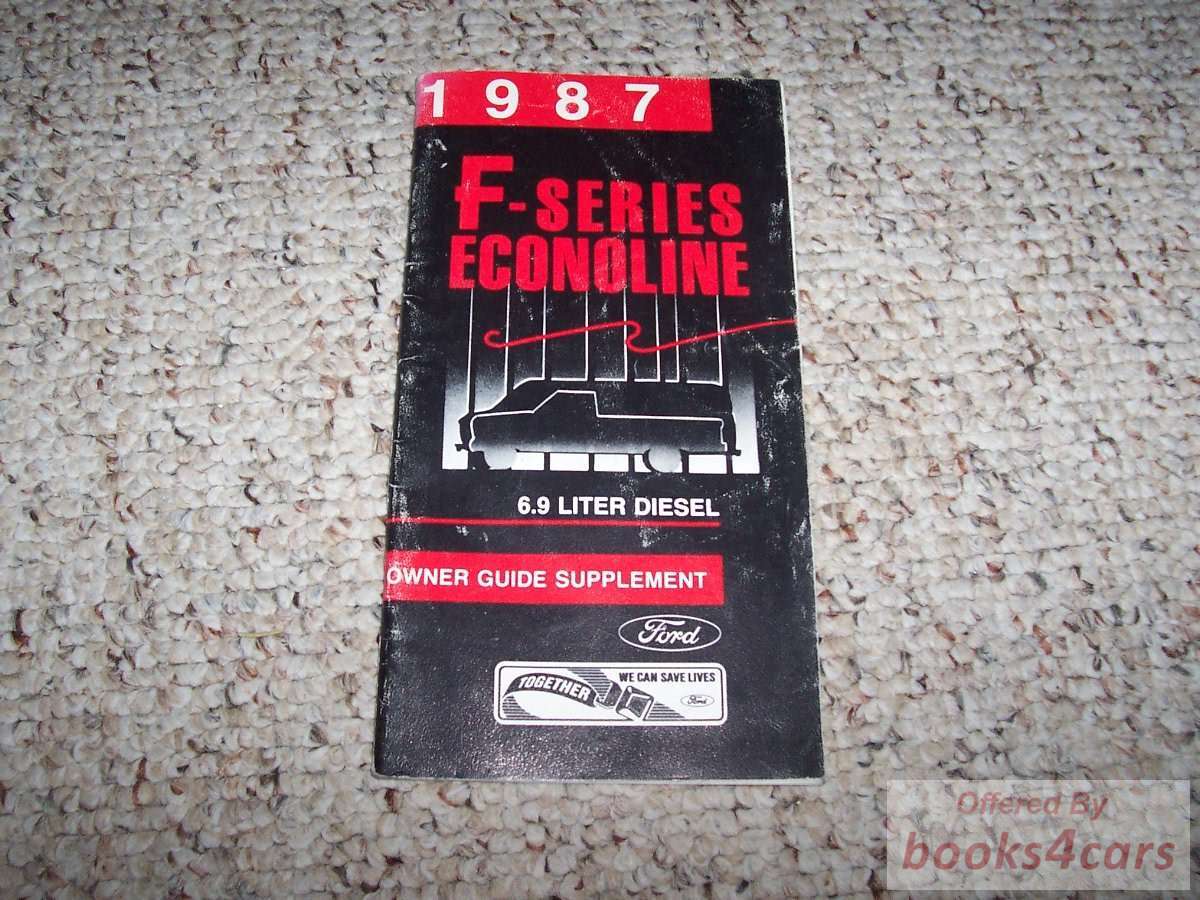 1987
F-SERIES
ECONOLINE
6.9 LITER DIESEL
OWNER GUIDE SUPPLEMENT
Ford
TOGETHER
WE CAN SAVE LIVES
Ford
Offered By
books4cars